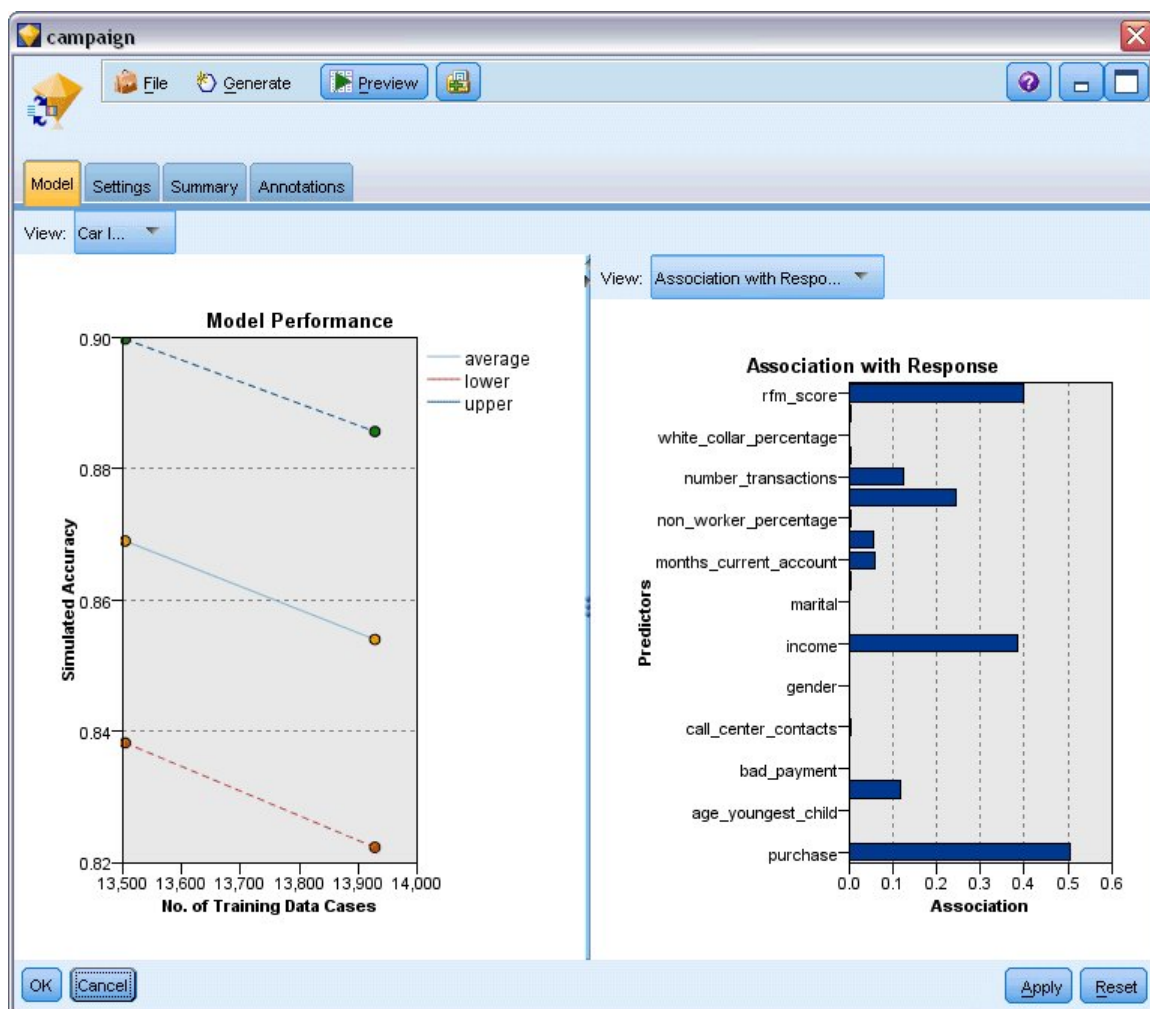 campaign
File Generate Preview
Model Settings Summary Annotations
View: Car l...
Model Performance
0.90
0.88
0.86
0.84
0.82
Simulated Accuracy
13,500 13,600 13,700 13,800 13,900 14,000
No. of Training Data Cases
average
lower
upper
View: Association with Respo...
Association with Response
rfm_score
white_collar_percentage
number_transactions
non_worker_percentage
months_current_account
marital
income
gender
call_center_contacts
bad_payment
age_youngest_child
purchase
Predictors
0.0 0.1 0.2 0.3 0.4 0.5 0.6
Association
OK Cancel
Apply Reset